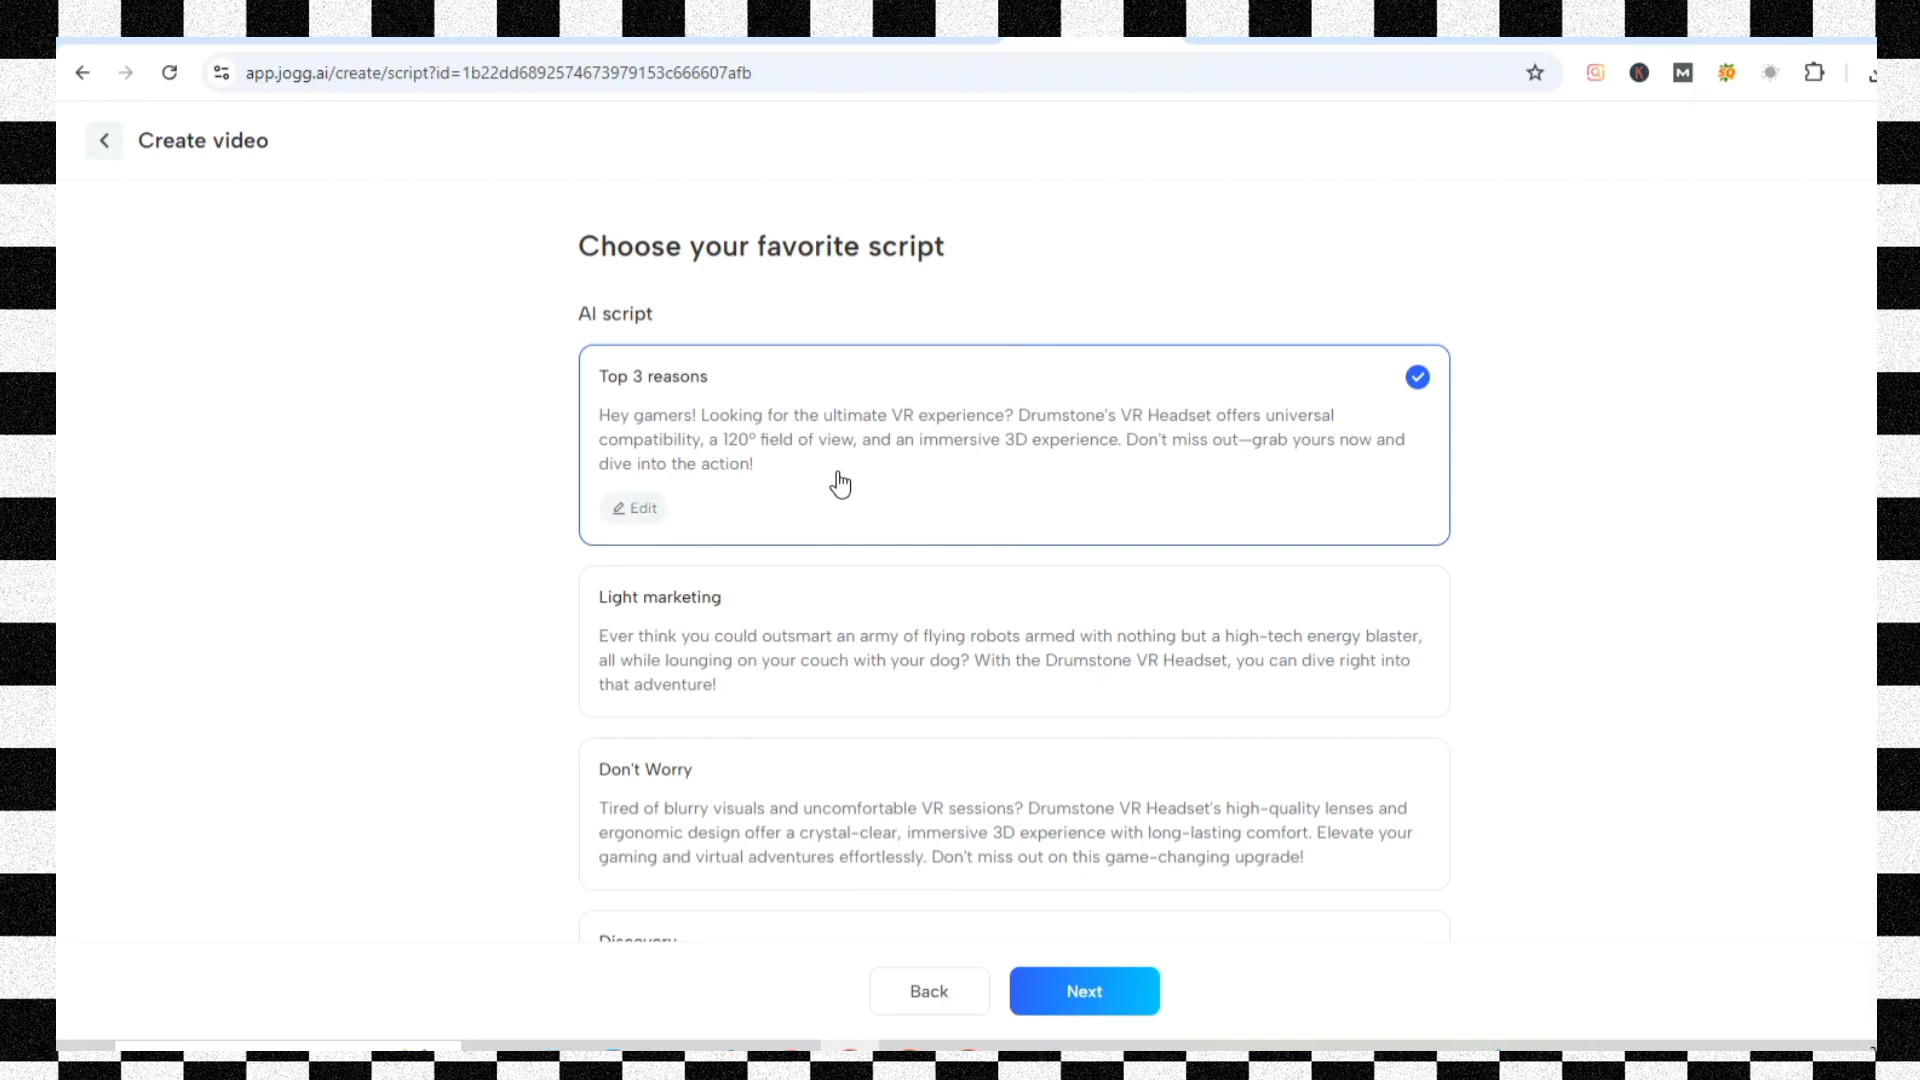 app.jogg.ai/create/script?id=1b22dd6892574673979153c666607afb
Create video
Choose your favorite script
AI script
Top 3 reasons
Hey gamers! Looking for the ultimate VR experience? Drumstone's VR Headset offers universal
compatibility, a 120° field of view, and an immersive 3D experience. Don't miss out—grab yours now and
dive into the action!
Edit
Light marketing
Ever think you could outsmart an army of flying robots armed with nothing but a high-tech energy blaster,
all while lounging on your couch with your dog? With the Drumstone VR Headset, you can dive right into
that adventure!
Don't Worry
Tired of blurry visuals and uncomfortable VR sessions? Drumstone VR Headset's high-quality lenses and
ergonomic design offer a crystal-clear, immersive 3D experience with long-lasting comfort. Elevate your
gaming and virtual adventures effortlessly. Don't miss out on this game-changing upgrade!
Discovery
Back
Next